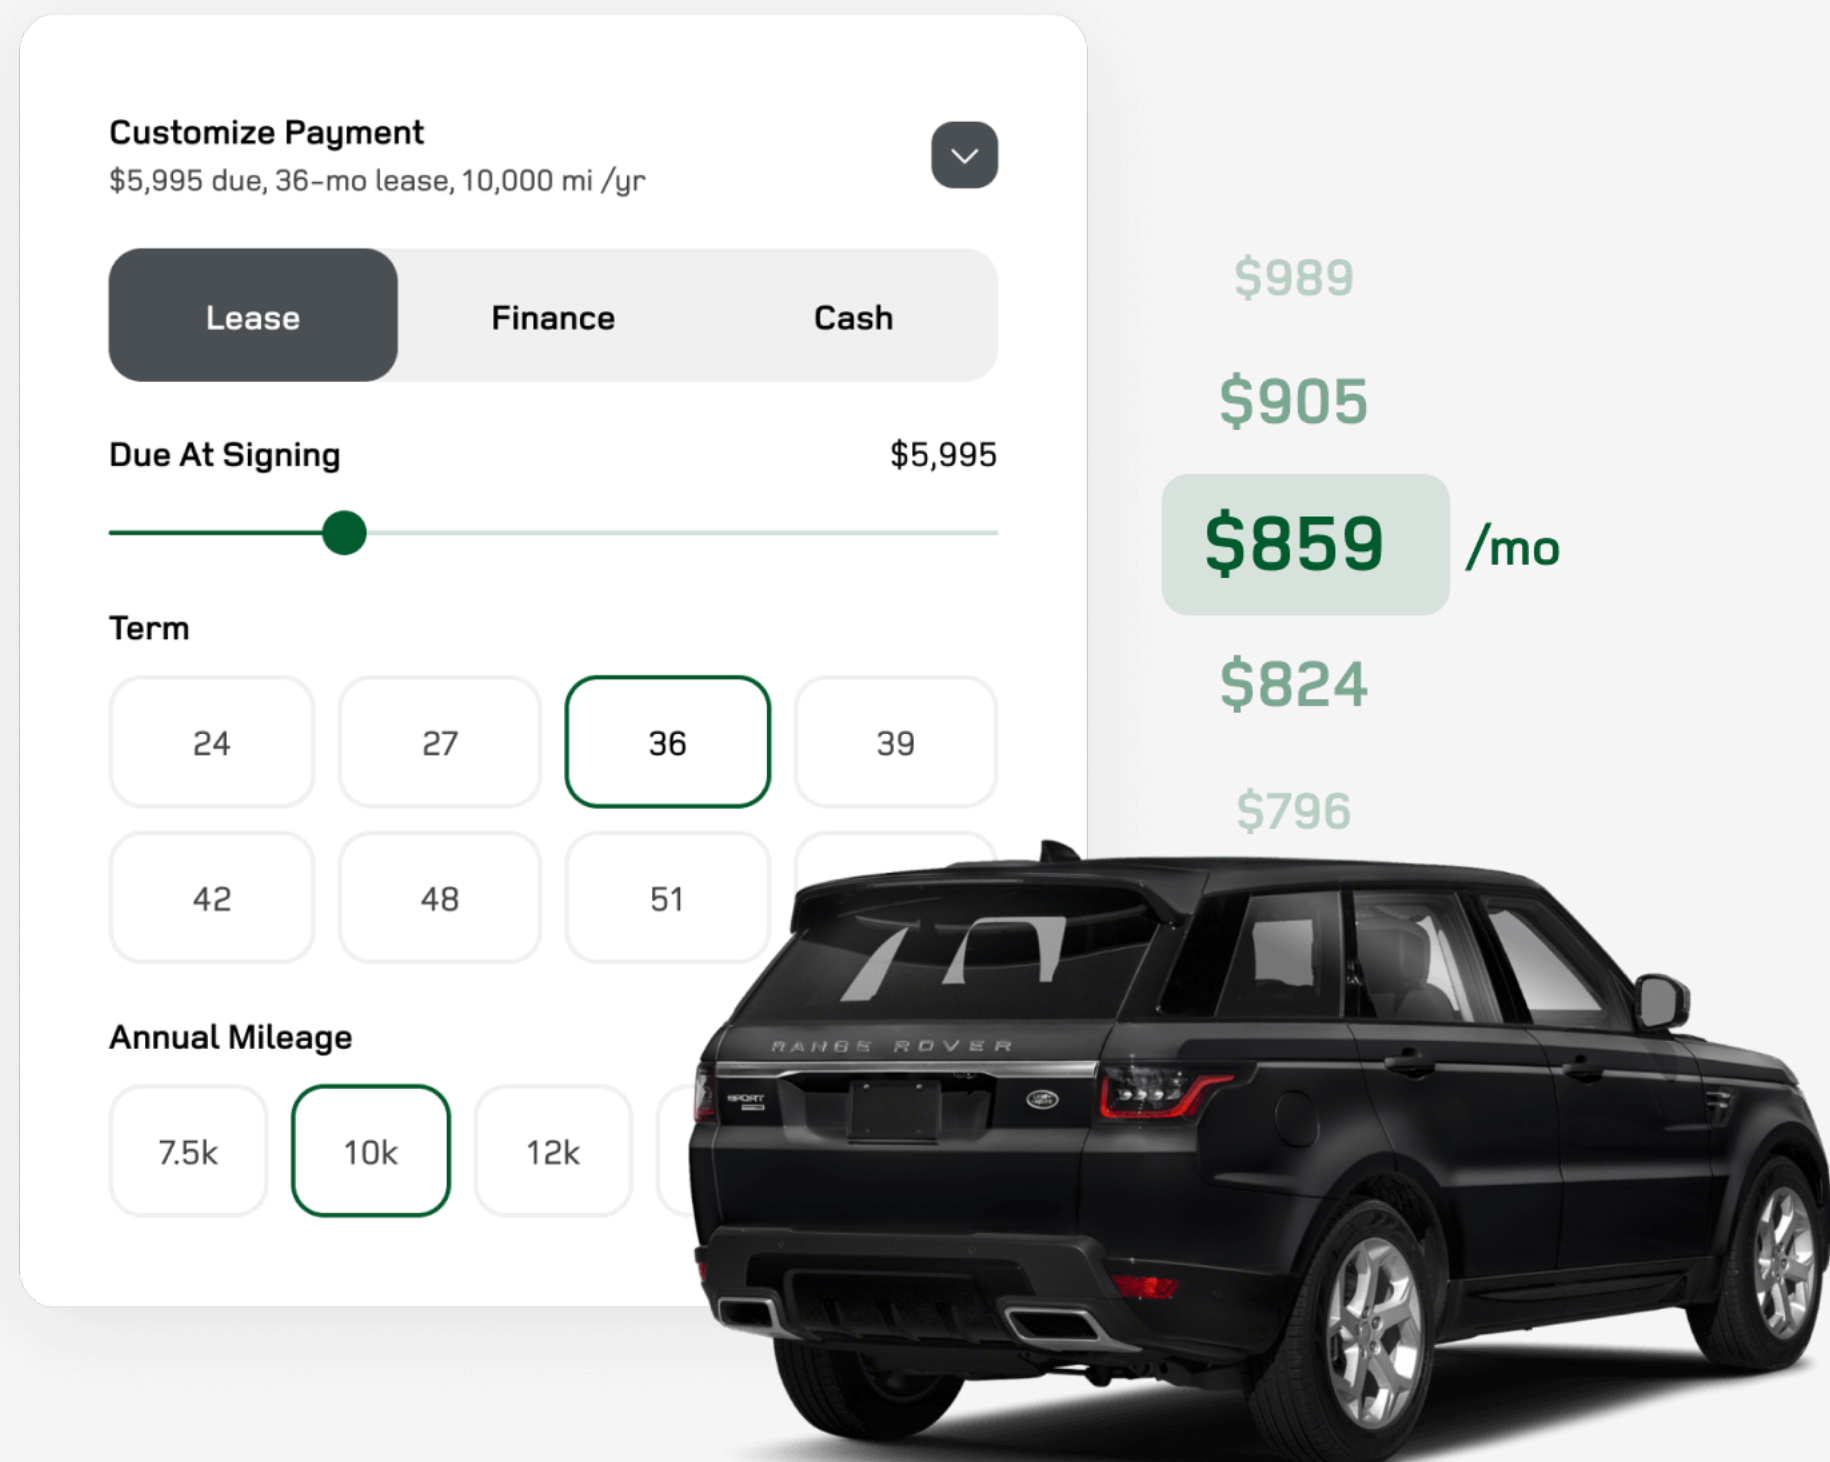 Customize Payment
$5,995 due, 36-mo lease, 10,000 mi /yr
Lease Finance Cash
Due At Signing $5,995
Term
24 27 36 39
42 48 51
Annual Mileage
7.5k 10k 12k
$989
$905
$859 /mo
$824
$796
RANGE ROVER
SPORT